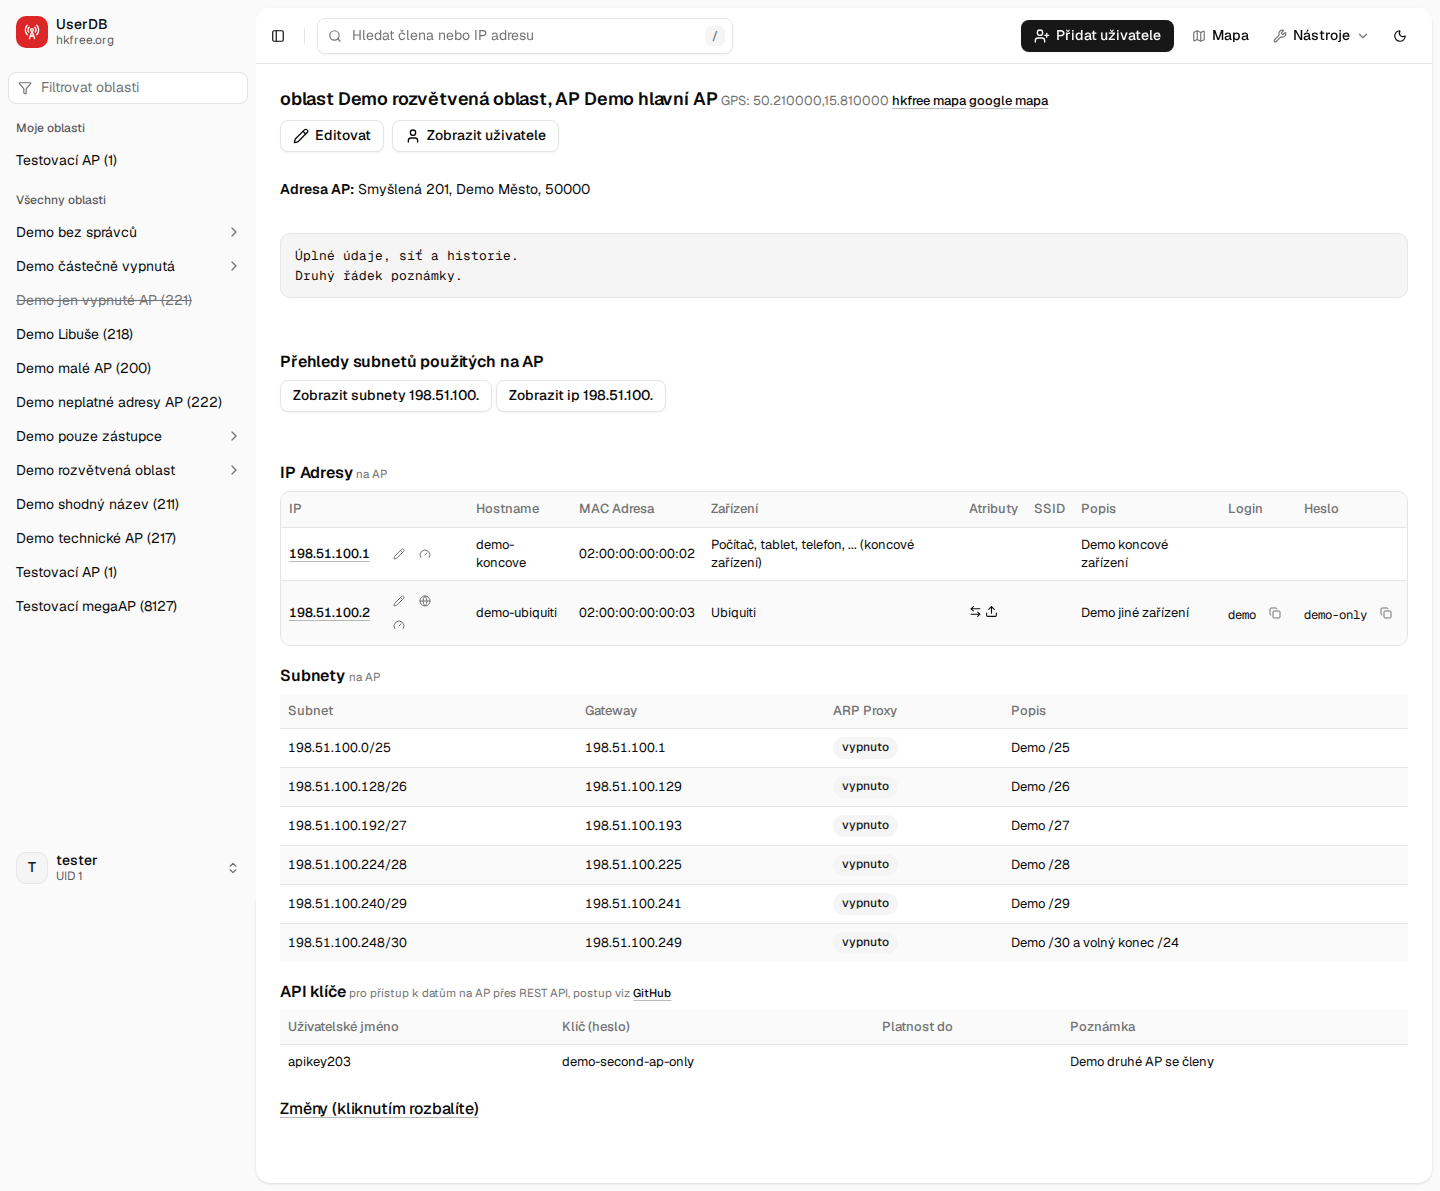 UserDB
hkfree.org
Filtrovat oblasti
Moje oblasti
Testovací AP (1)
Všechny oblasti
Demo bez správců
Demo částečně vypnutá
Demo jen vypnuté AP (221)
Demo Libuše (218)
Demo malé AP (200)
Demo neplatné adresy AP (222)
Demo pouze zástupce
Demo rozvětvená oblast
Demo shodný název (211)
Demo technické AP (217)
Testovací AP (1)
Testovací megaAP (8127)
T tester
UID 1
Hledat člena nebo IP adresu /
Přidat uživatele Mapa Nástroje
oblast Demo rozvětvená oblast, AP Demo hlavní AP GPS: 50.210000,15.810000 hkfree mapa google mapa
Editovat Zobrazit uživatele
Adresa AP: Smyšlená 201, Demo Město, 50000
Úplné údaje, síť a historie.
Druhý řádek poznámky.
Přehledy subnetů použitých na AP
Zobrazit subnety 198.51.100. Zobrazit ip 198.51.100.
IP Adresy na AP
IP Hostname MAC Adresa Zařízení Atributy SSID Popis Login Heslo
198.51.100.1 demo-koncove 02:00:00:00:00:02 Počítač, tablet, telefon, ... (koncové zařízení) Demo koncové zařízení
198.51.100.2 demo-ubiquiti 02:00:00:00:00:03 Ubiquiti Demo jiné zařízení demo demo-only
Subnety na AP
Subnet Gateway ARP Proxy Popis
198.51.100.0/25 198.51.100.1 vypnuto Demo /25
198.51.100.128/26 198.51.100.129 vypnuto Demo /26
198.51.100.192/27 198.51.100.193 vypnuto Demo /27
198.51.100.224/28 198.51.100.225 vypnuto Demo /28
198.51.100.240/29 198.51.100.241 vypnuto Demo /29
198.51.100.248/30 198.51.100.249 vypnuto Demo /30 a volný konec /24
API klíče pro přístup k datům na AP přes REST API, postup viz GitHub
Uživatelské jméno Klíč (heslo) Platnost do Poznámka
apikey203 demo-second-ap-only Demo druhé AP se členy
Změny (kliknutím rozbalíte)